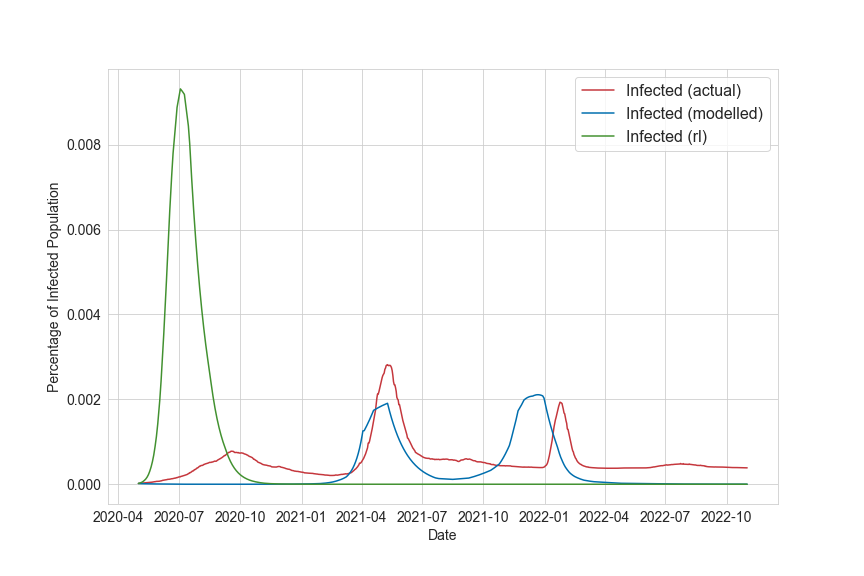 Infected (actual)
Infected (modelled)
Infected (rl)
Percentage of Infected Population
0.008
0.006
0.004
0.002
0.000
2020-04 2020-07 2020-10 2021-01 2021-04 2021-07 2021-10 2022-01 2022-04 2022-07 2022-10
Date